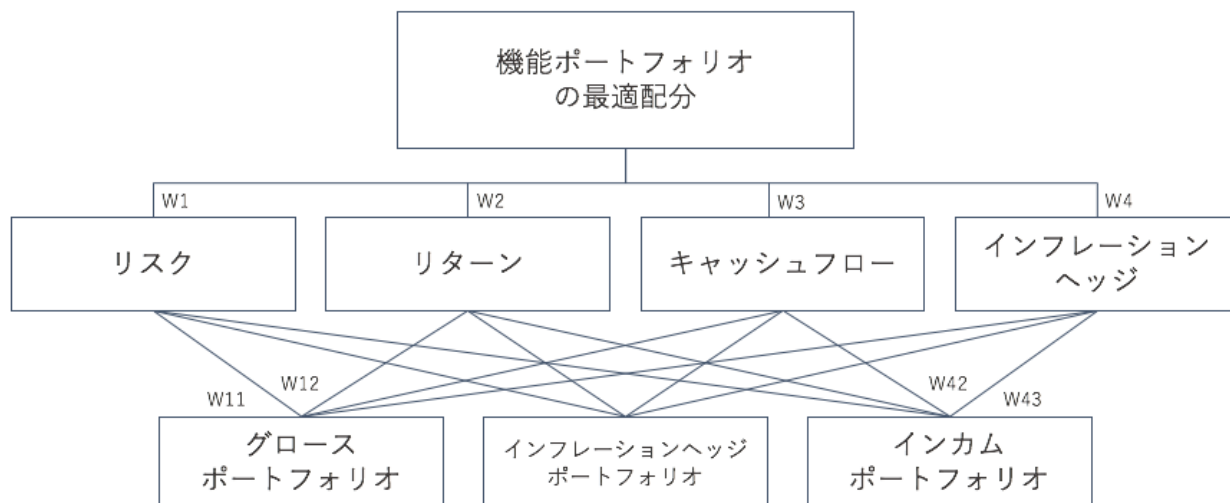 機能ポートフォリオ
の最適配分
W1
W2
W3
W4
リスク
リターン
キャッシュフロー
インフレーション
ヘッジ
W11
W12
W42
W43
グロース
ポートフォリオ
インフレーションヘッジ
ポートフォリオ
インカム
ポートフォリオ